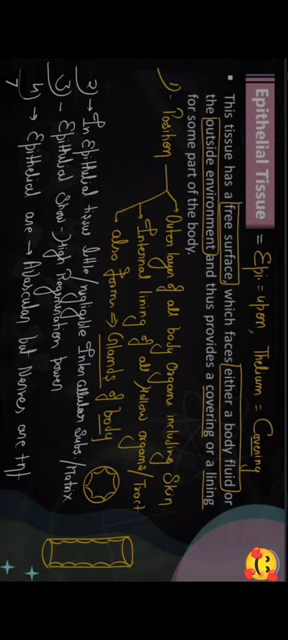 Epithelial Tissue = Epi = upon, Thelium = Covering
▪ This tissue has a free surface, which faces either a body fluid or
the outside environment and thus provides a covering or a lining
for some part of the body.
1) - Position → Outer layer of all body Organs including Skin
→ Internal lining of all Hollow organs/Tract
→ also forms ⇒ Glands of body
2) → In Epithelial tissue little/negligible Inter cellular subs/Matrix
3) - Epithelial Show → High Regeneration power
4) → Epithelial are → Avascular but Nerves are